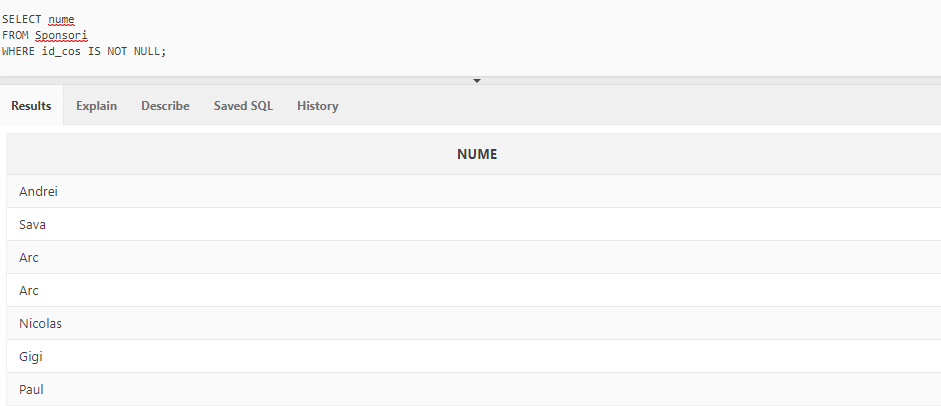 SELECT nume
FROM Sponsori
WHERE id_cos IS NOT NULL;
Results Explain Describe Saved SQL History
NUME
Andrei
Sava
Arc
Arc
Nicolas
Gigi
Paul